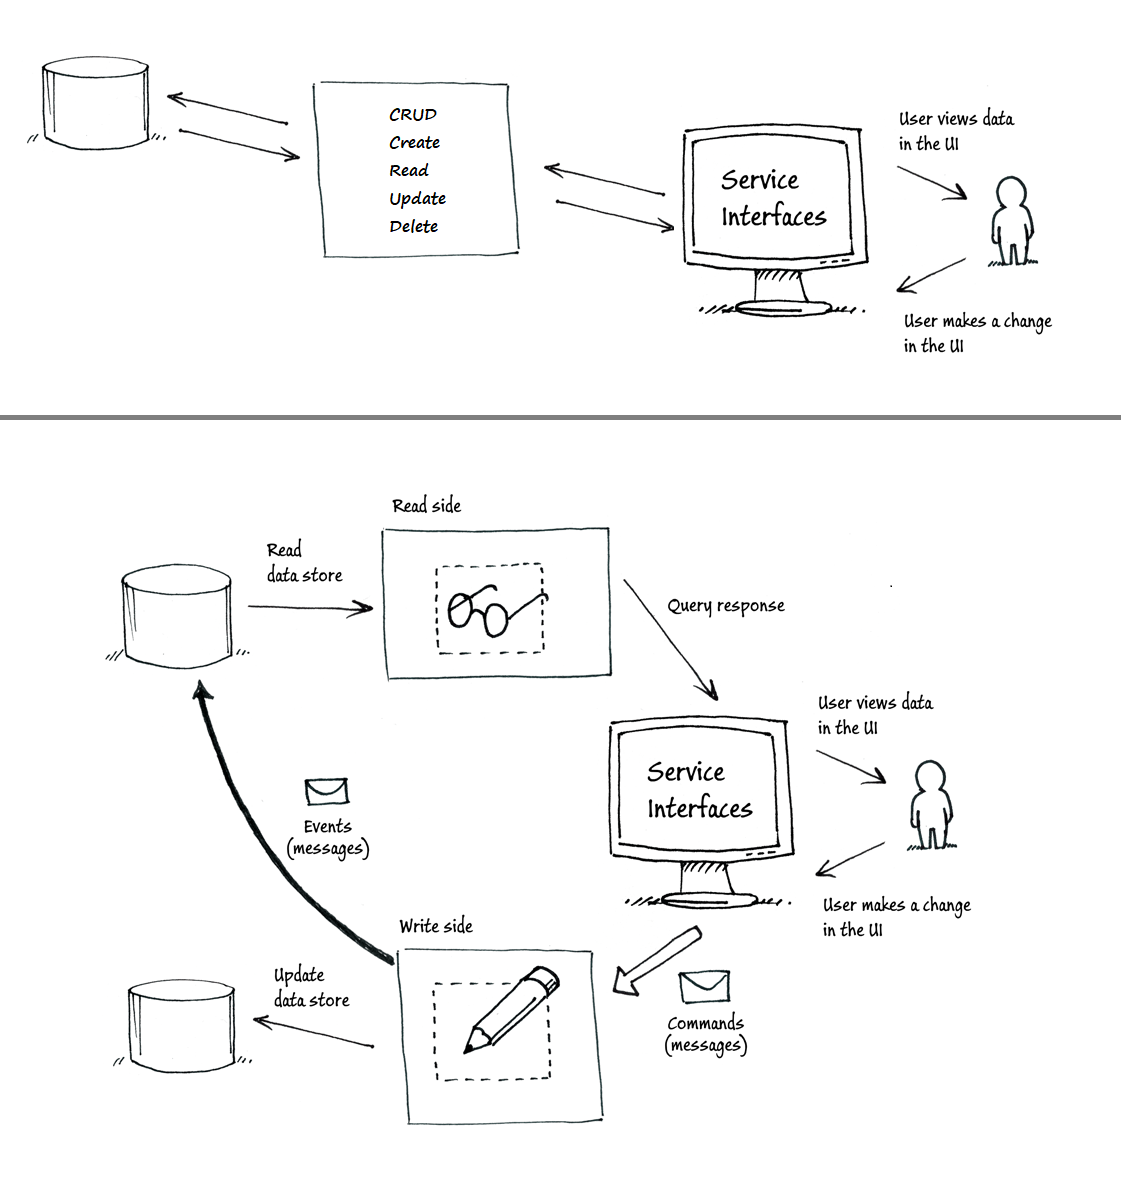 CRUD
Create
Read
Update
Delete
Service
Interfaces
User views data
in the UI
User makes a change
in the UI
Read side
Read
data store
Query response
Service
Interfaces
User views data
in the UI
User makes a change
in the UI
Events
(messages)
Write side
Update
data store
Commands
(messages)